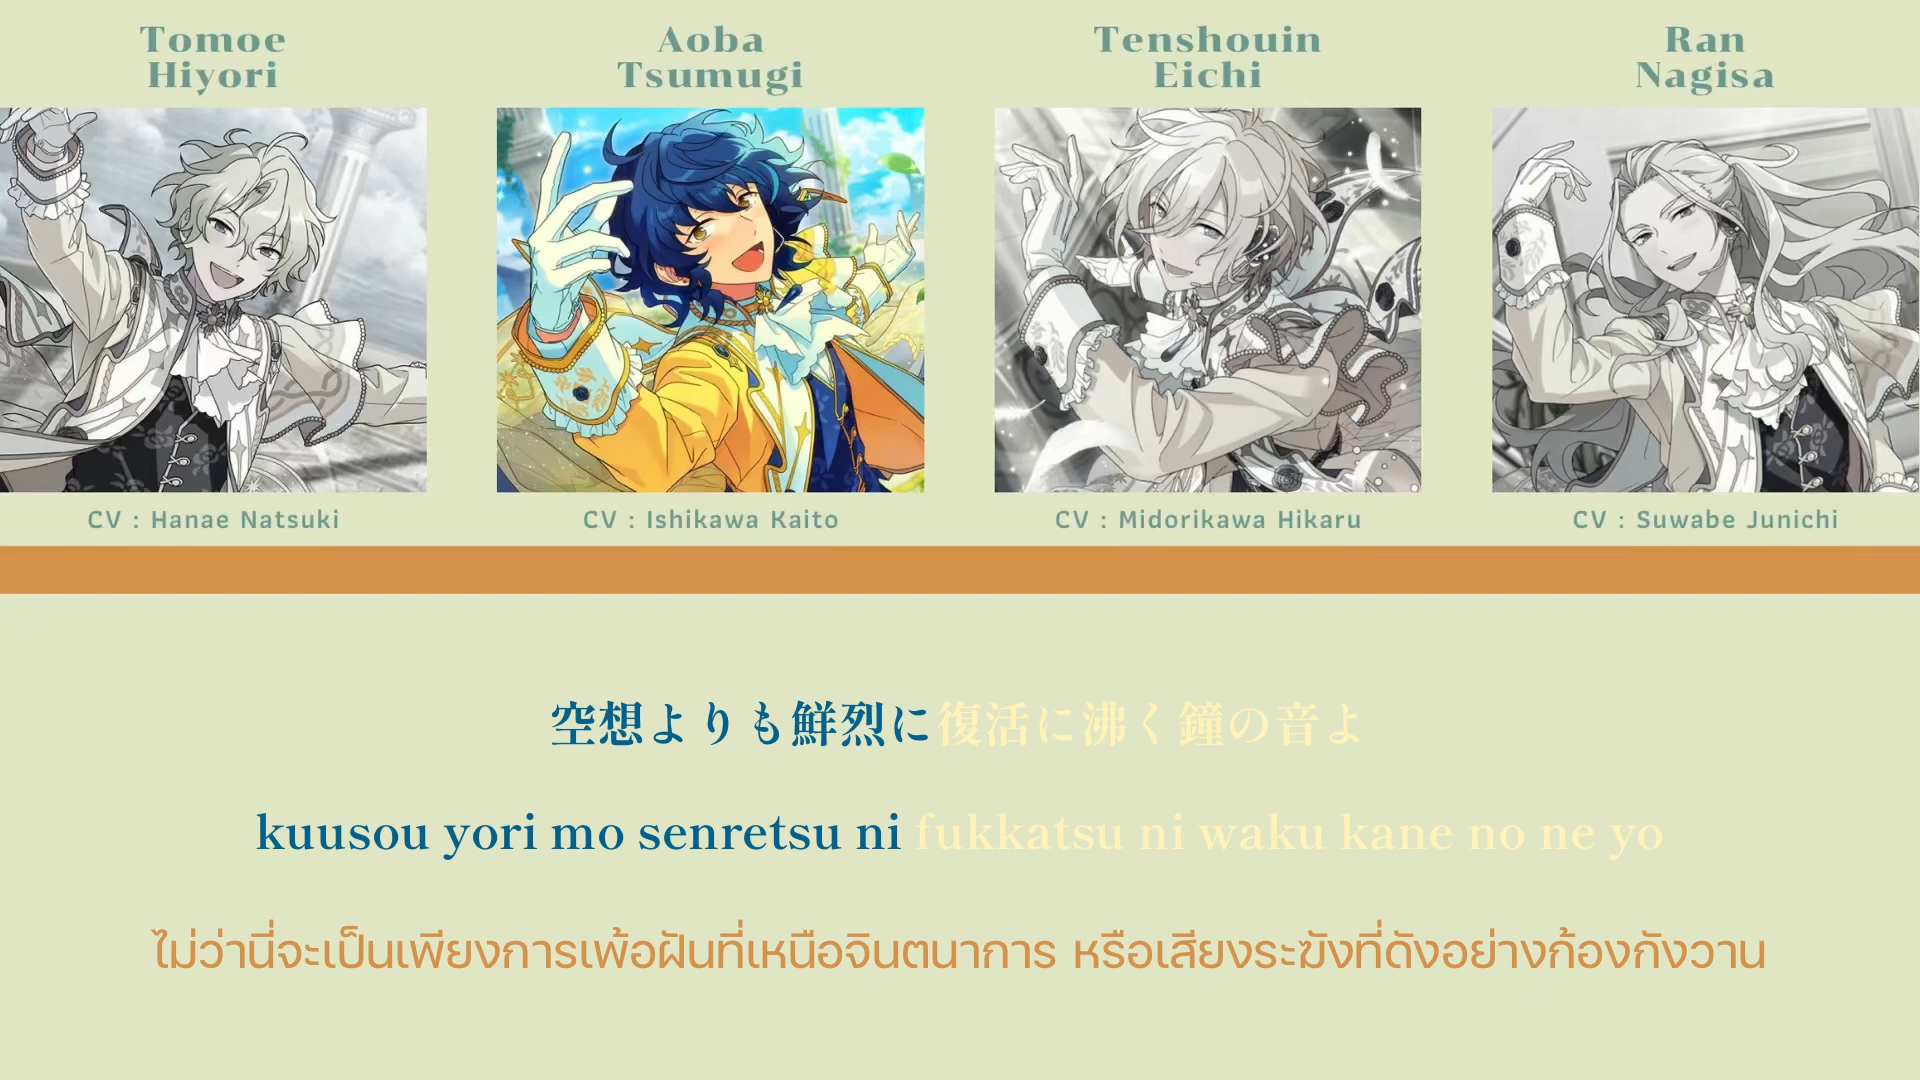 Tomoe
Hiyori
Aoba
Tsumugi
Tenshouin
Eichi
Ran
Nagisa
CV : Hanae Natsuki
CV : Ishikawa Kaito
CV : Midorikawa Hikaru
CV : Suwabe Junichi
空想よりも鮮烈に復活に沸く鐘の音よ
kuusou yori mo senretsu ni fukkatsu ni waku kane no ne yo
ไม่ว่านี่จะเป็นเพียงการเพ้อฝันที่เหนือจินตนาการ หรือเสียงระฆังที่ดังอย่างก้องกังวาน